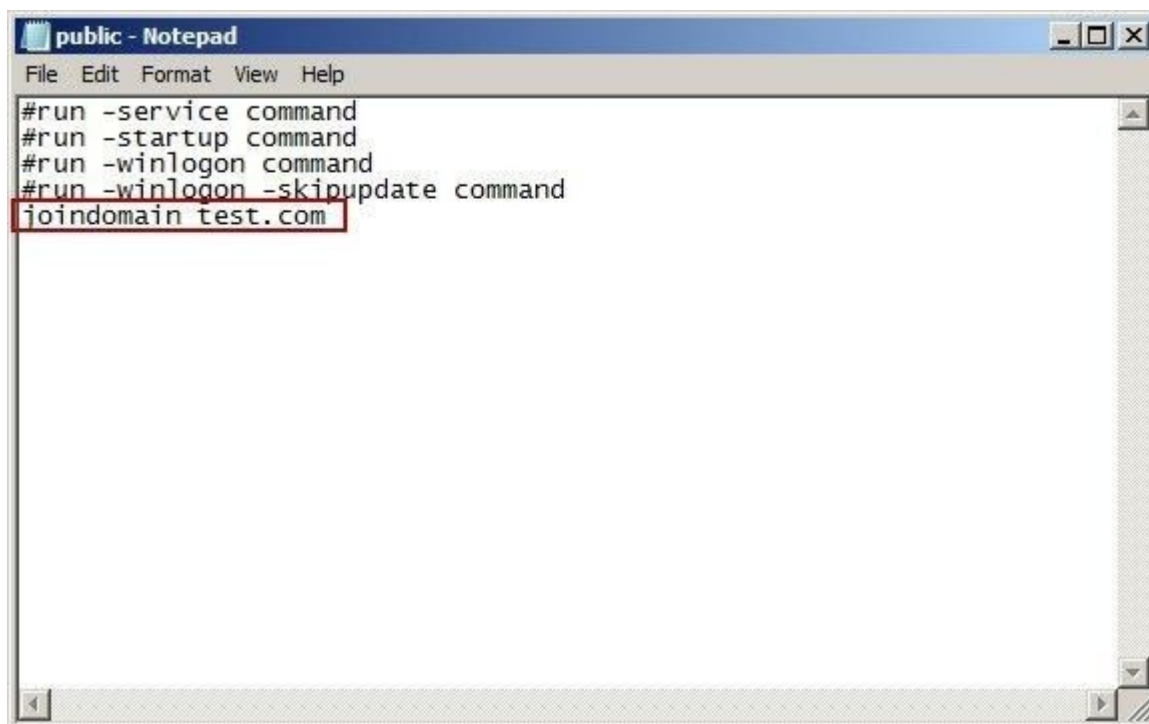 public - Notepad
File Edit Format View Help
#run -service command
#run -startup command
#run -winlogon command
#run -winlogon -skipupdate command
joindomain test.com